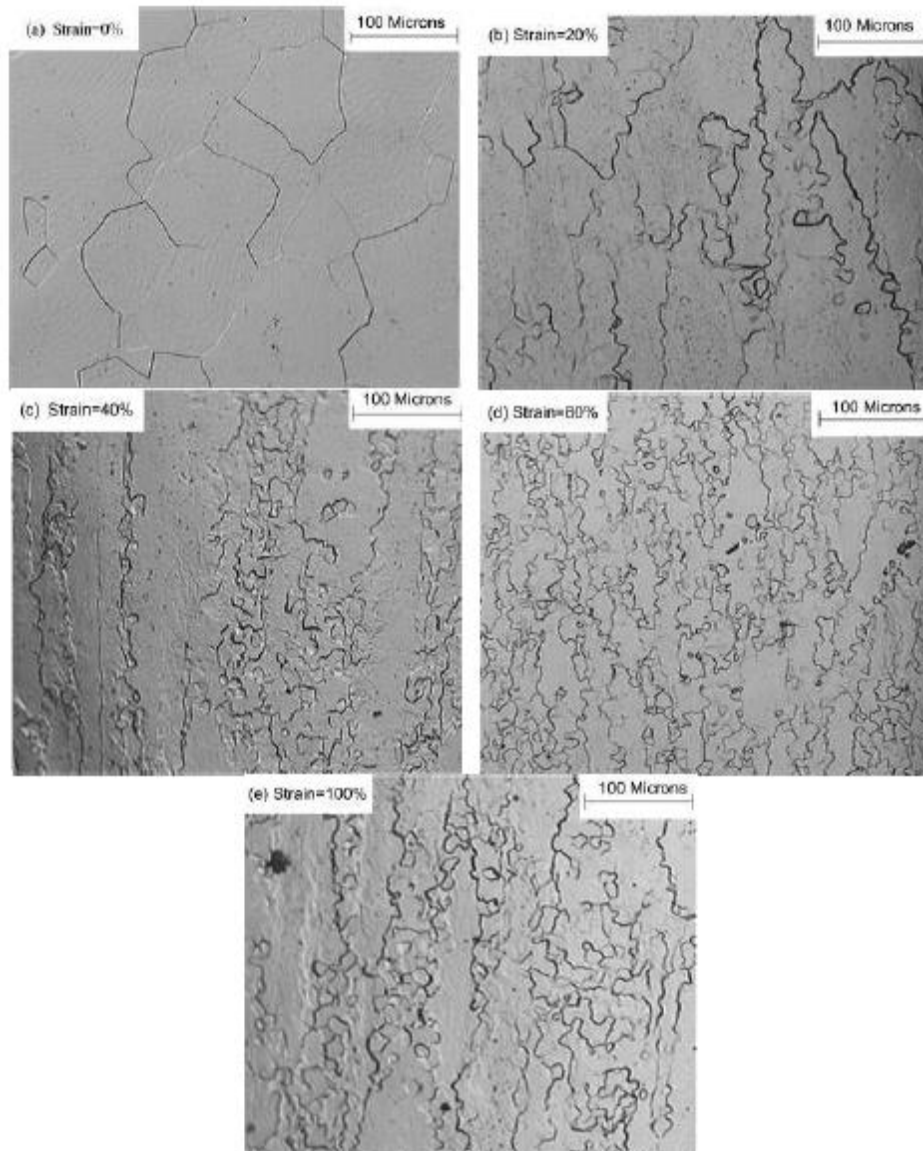 (a) Strain=0%
100 Microns
(b) Strain=20%
100 Microns
(c) Strain=40%
100 Microns
(d) Strain=60%
100 Microns
(e) Strain=100%
100 Microns